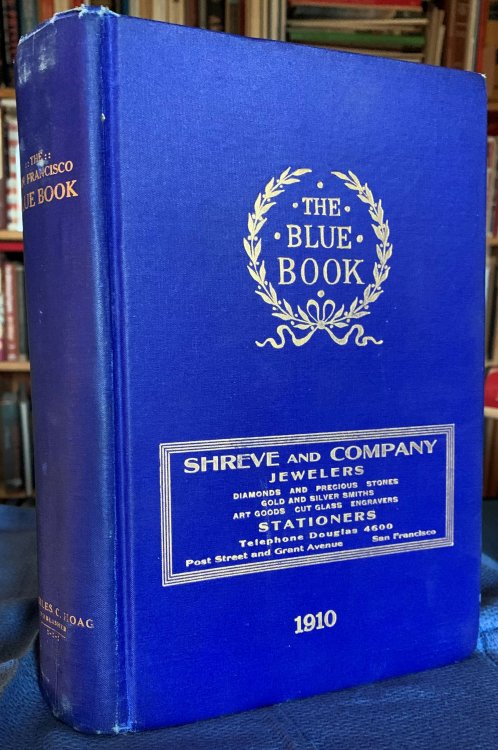 :: THE ::
FRANCISCO
BLUE BOOK
C. HOAG
· THE ·
· BLUE ·
BOOK
SHREVE AND COMPANY
JEWELERS
DIAMONDS AND PRECIOUS STONES
GOLD AND SILVER SMITHS
ART GOODS CUT GLASS ENGRAVERS
STATIONERS
Telephone Douglas 4600
Post Street and Grant Avenue San Francisco
1910